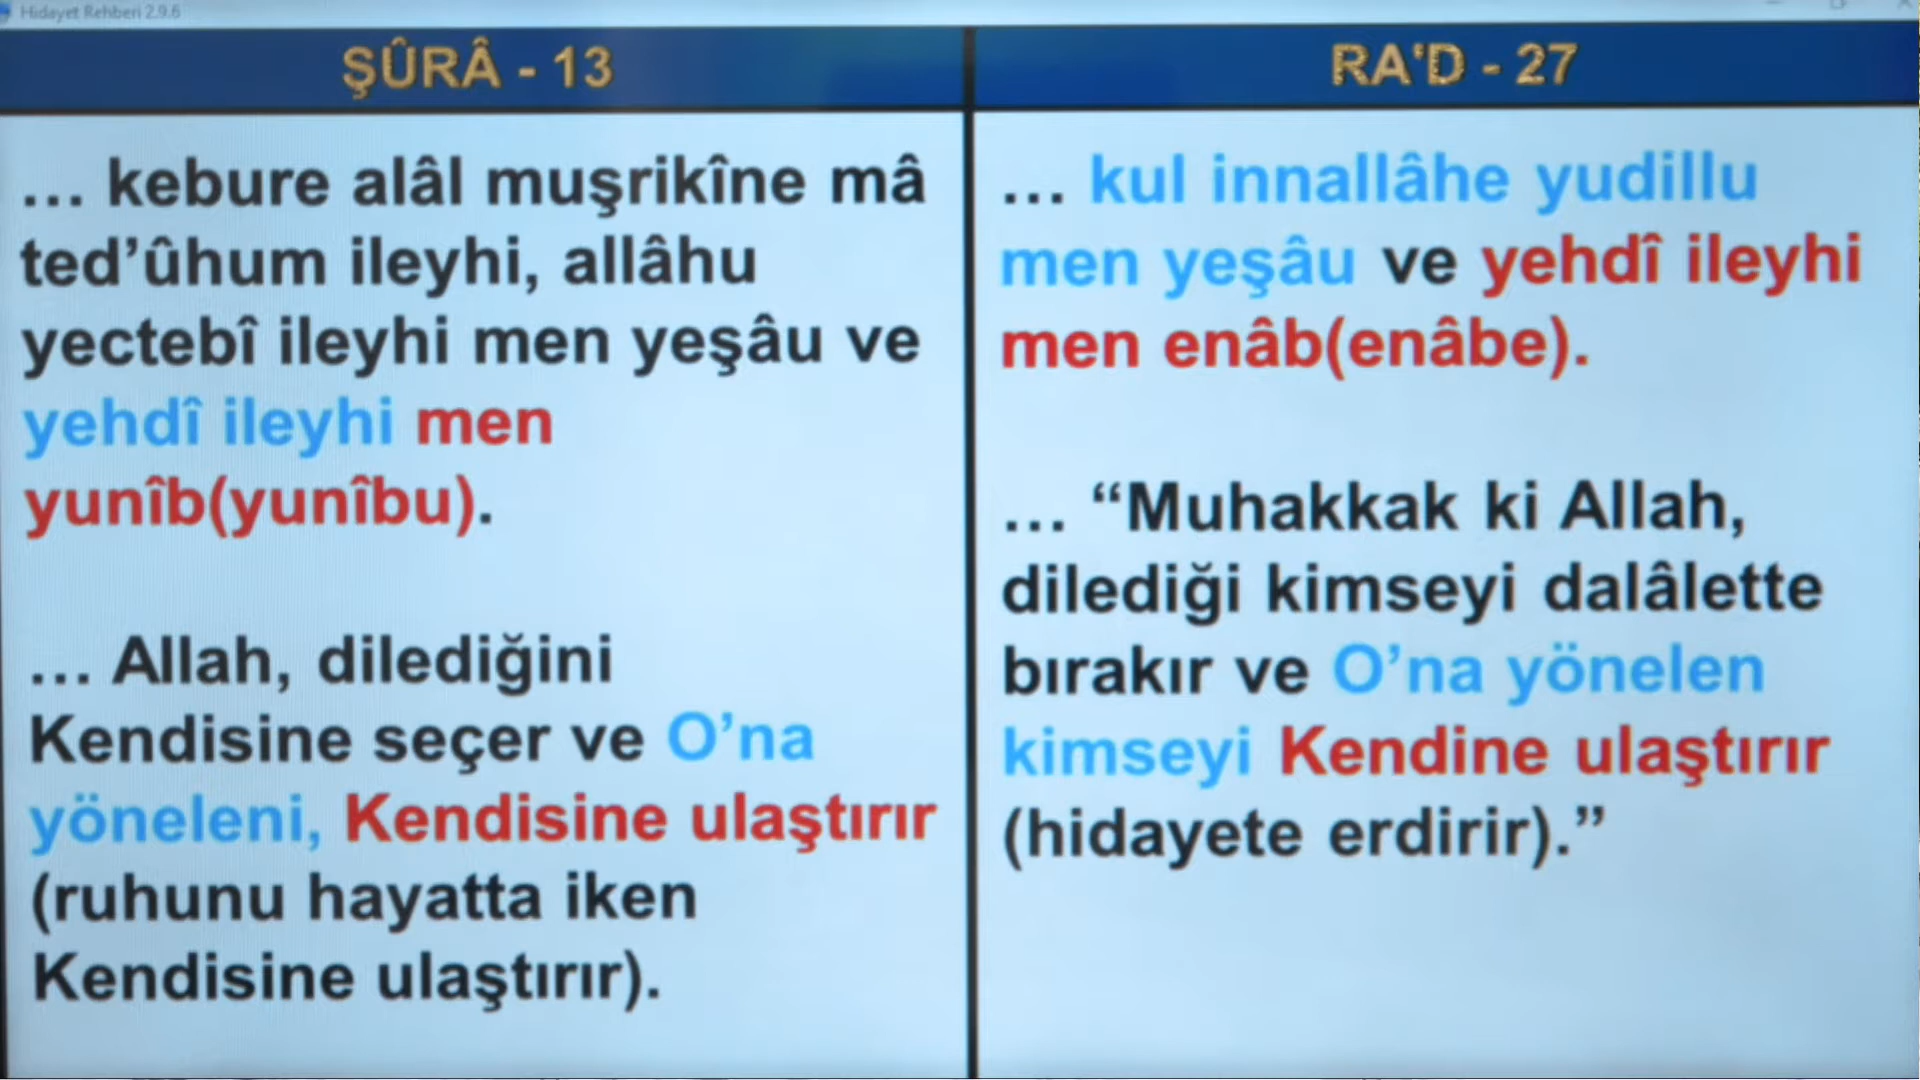 Hidayet Rehberi 2.9.6
ŞÛRÂ - 13
… kebure alâl muşrikîne mâ
ted’ûhum ileyhi, allâhu
yectebî ileyhi men yeşâu ve
yehdî ileyhi men
yunîb(yunîbu).
… Allah, dilediğini
Kendisine seçer ve O’na
yöneleni, Kendisine ulaştırır
(ruhunu hayatta iken
Kendisine ulaştırır).
RA'D - 27
… kul innallâhe yudillu
men yeşâu ve yehdî ileyhi
men enâb(enâbe).
… “Muhakkak ki Allah,
dilediği kimseyi dalâlette
bırakır ve O’na yönelen
kimseyi Kendine ulaştırır
(hidayete erdirir).”